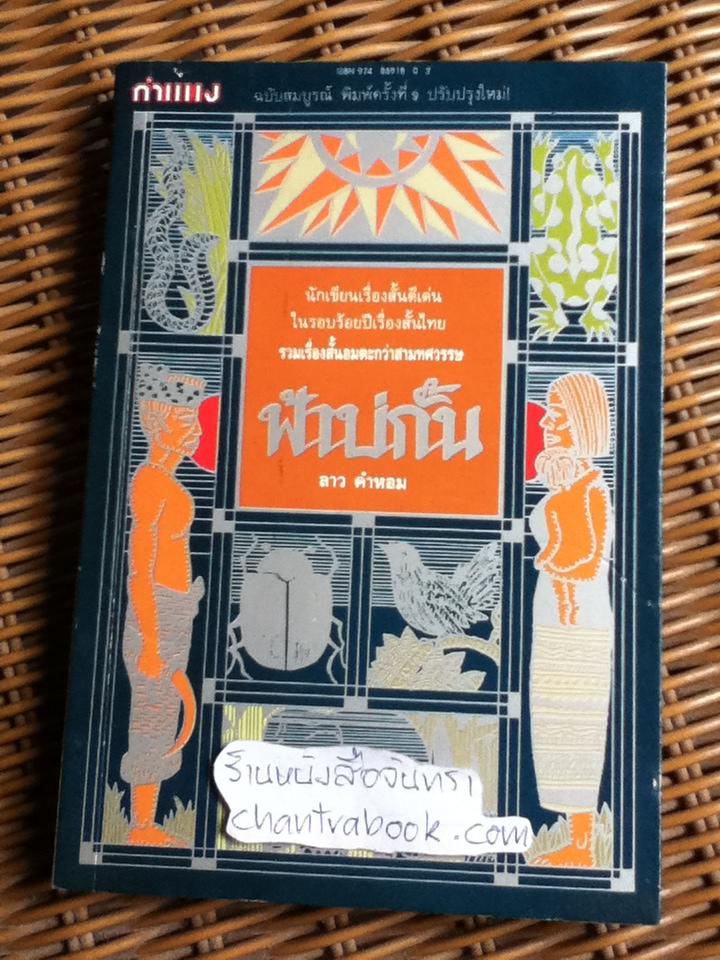 ISBN 974
กำแพง
ฉบับสมบูรณ์ พิมพ์ครั้งที่ ๑ ปรับปรุงใหม่!
นักเขียนเรื่องสั้นดีเด่น
ในรอบร้อยปีเรื่องสั้นไทย
รวมเรื่องสั้นอมตะกว่าสามทศวรรษ
ฟ้าบ่กั้น
ลาว คำหอม
ร้านหนังสือจันทรา
chantrabook.com